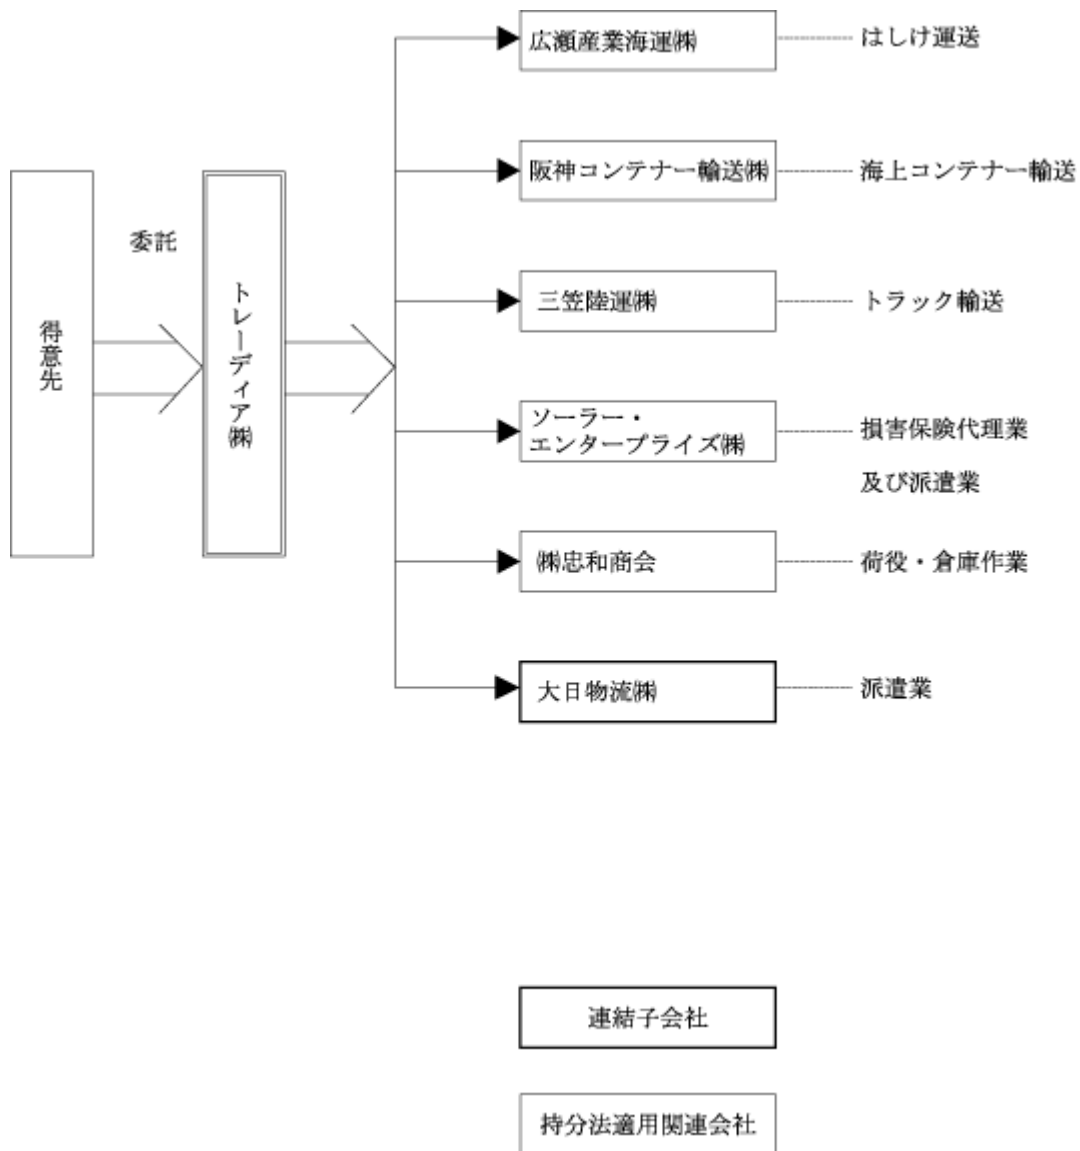 広瀬産業海運㈱
はしけ運送
阪神コンテナー輸送㈱
海上コンテナー輸送
委託
得意先
トレーディア㈱
三笠陸運㈱
トラック輸送
ソーラー・
エンタープライズ㈱
損害保険代理業
及び派遣業
㈱忠和商会
荷役・倉庫作業
大日物流㈱
派遣業
連結子会社
持分法適用関連会社